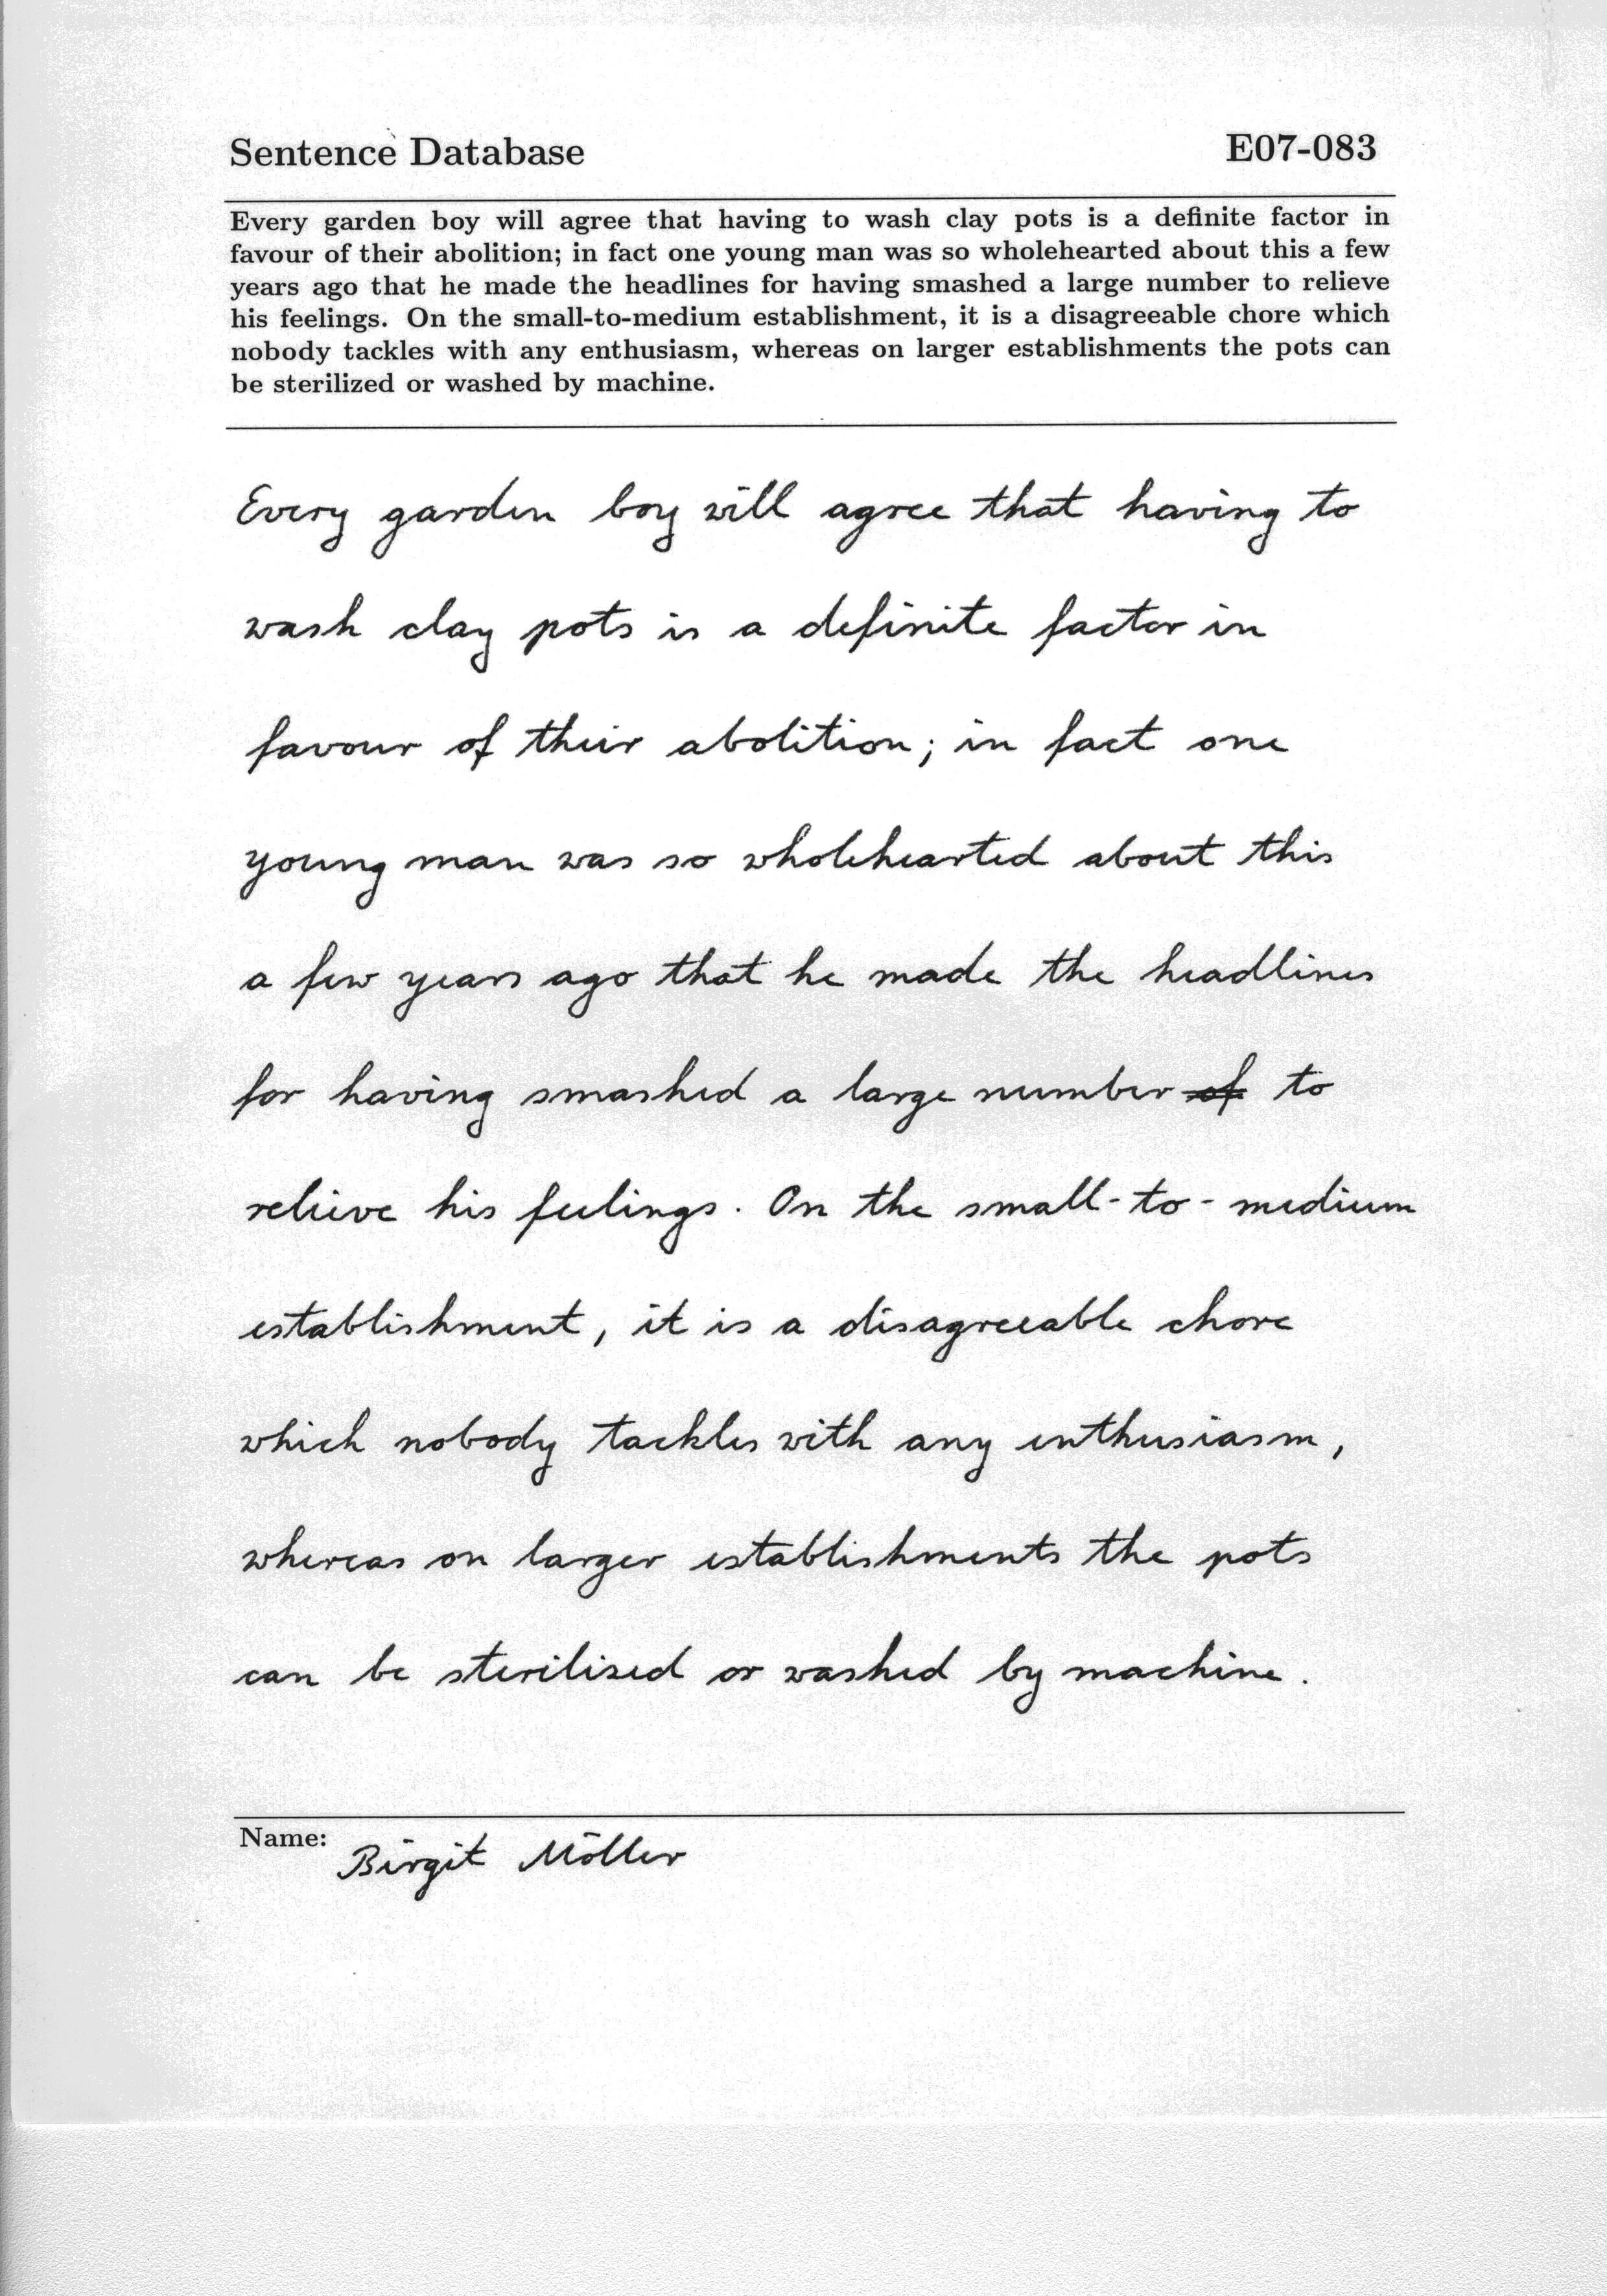 Sentence Database E07-083
Every garden boy will agree that having to wash clay pots is a definite factor in
favour of their abolition; in fact one young man was so wholehearted about this a few
years ago that he made the headlines for having smashed a large number to relieve
his feelings. On the small-to-medium establishment, it is a disagreeable chore which
nobody tackles with any enthusiasm, whereas on larger establishments the pots can
be sterilized or washed by machine.
Every garden boy will agree that having to
wash clay pots is a definite factor in
favour of their abolition; in fact one
young man was so wholehearted about this
a few years ago that he made the headlines
for having smashed a large number of to
relieve his feelings. On the small-to-medium
establishment, it is a disagreeable chore
which nobody tackles with any enthusiasm,
whereas on larger establishments the pots
can be sterilized or washed by machine.
Name: Birgit Möller